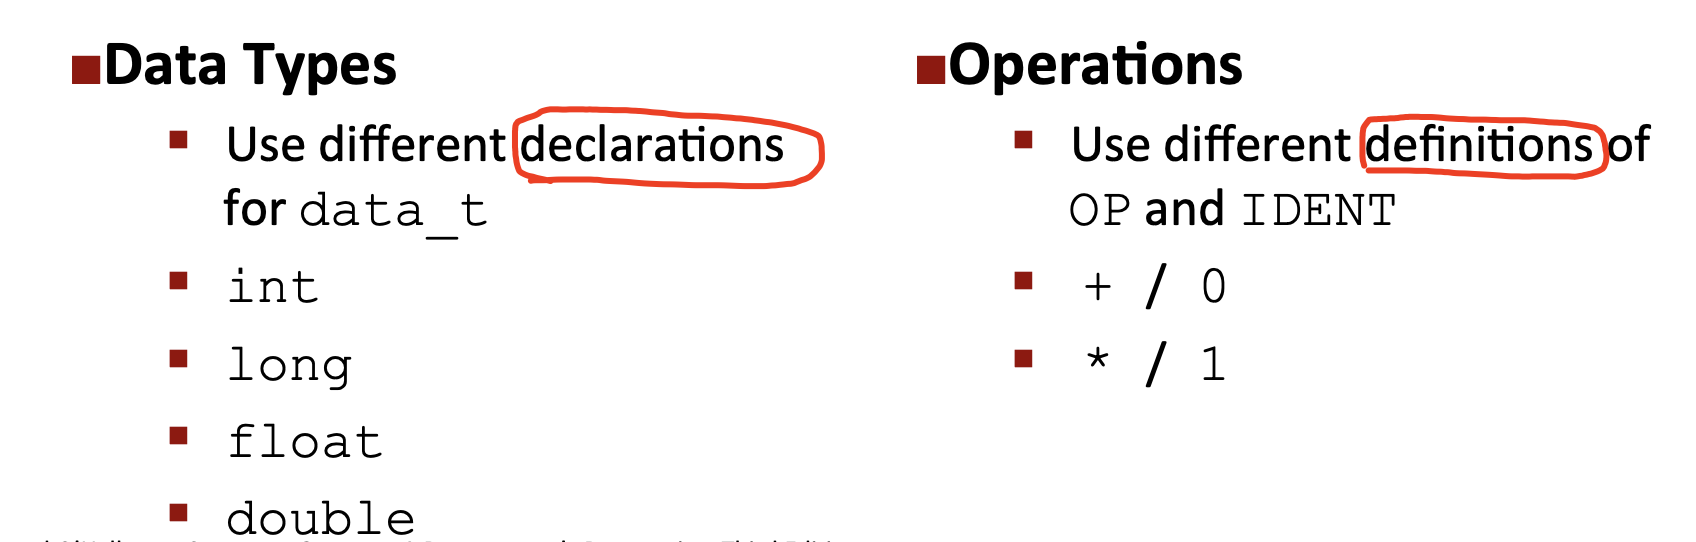 Data Types
Use different declarations
for data_t
int
long
float
double
Operations
Use different definitions of
OP and IDENT
+ / 0
* / 1